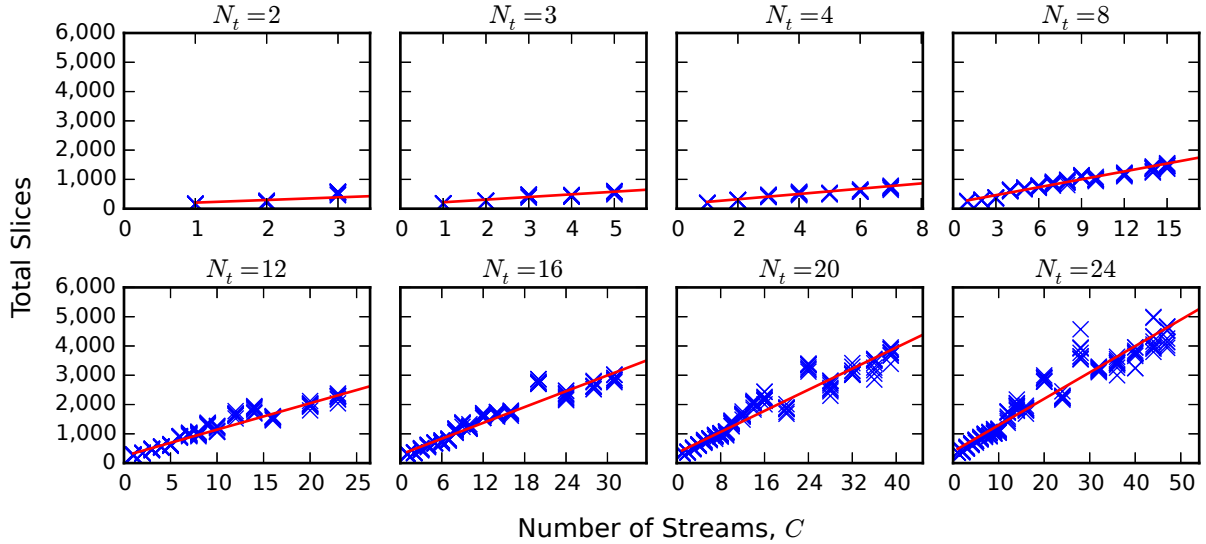 N_t=2 N_t=3 N_t=4 N_t=8
6,000
5,000
4,000
3,000
2,000
1,000
0
0 1 2 3
0 1 2 3 4 5
0 2 4 6 8
0 3 6 9 12 15
Total Slices
N_t=12 N_t=16 N_t=20 N_t=24
6,000
5,000
4,000
3,000
2,000
1,000
0
0 5 10 15 20 25
0 6 12 18 24 30
0 8 16 24 32 40
0 10 20 30 40 50
Number of Streams, C